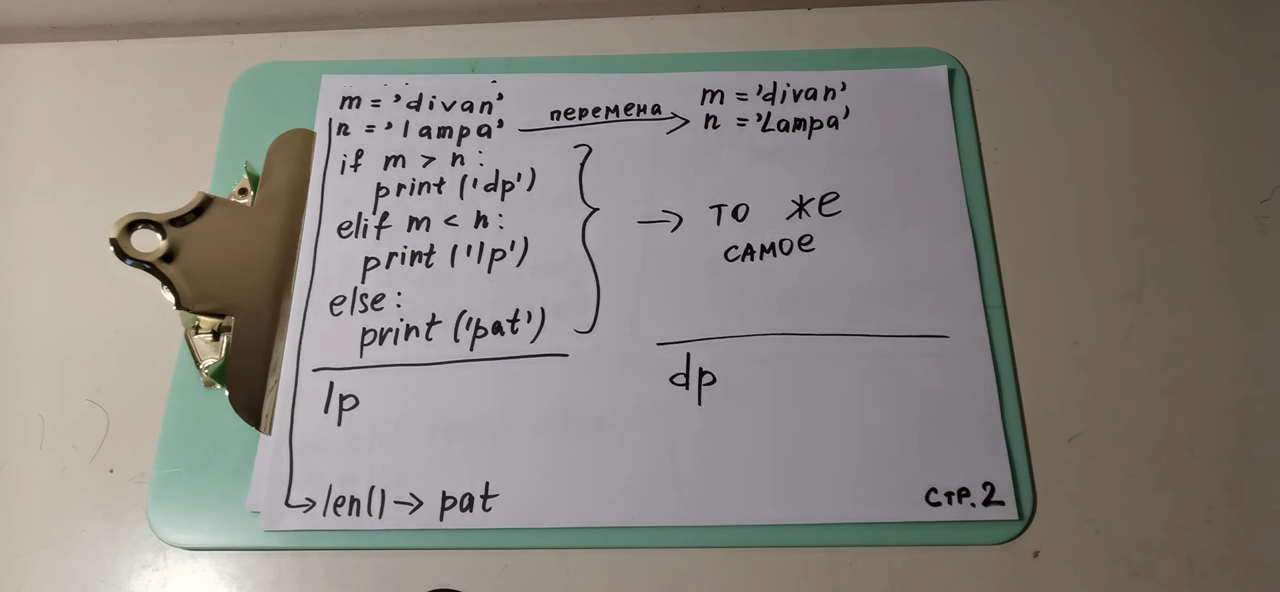 m = 'divan'
n = 'lampa'
if m > n:
print ('dp')
elif m < n:
print ('lp')
else:
print ('pat')
lp
→ len() → pat
перемена
m = 'divan'
n = 'Lampa'
→ ТО ЖЕ
САМОЕ
dp
СТР. 2